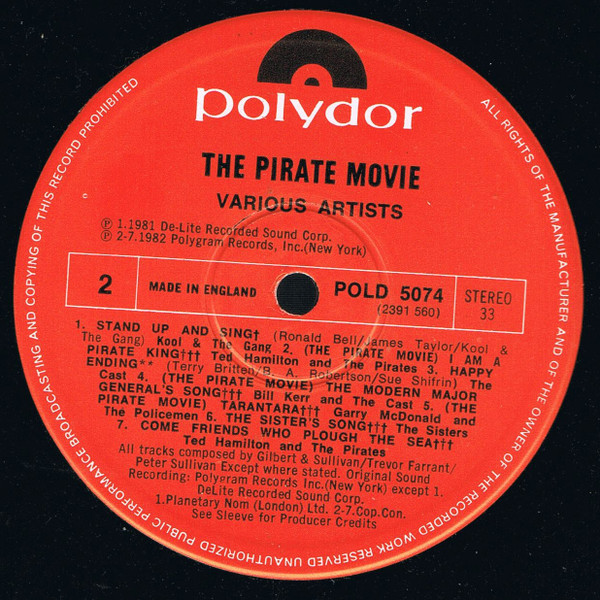 polydor
THE PIRATE MOVIE
VARIOUS ARTISTS
℗ 1.1981 De-Lite Recorded Sound Corp.
℗ 2-7.1982 Polygram Records, Inc.(New York)
2
MADE IN ENGLAND
POLD 5074
(2391 560)
STEREO
33
1. STAND UP AND SING† (Ronald Bell/James Taylor/Kool &
The Gang) Kool & The Gang 2. (THE PIRATE MOVIE) I AM A
PIRATE KING††† Ted Hamilton and The Pirates 3. HAPPY
ENDING** (Terry Britten/B. A. Robertson/Sue Shifrin) The
Cast 4. (THE PIRATE MOVIE) THE MODERN MAJOR
GENERAL'S SONG††† Bill Kerr and The Cast 5. (THE
PIRATE MOVIE) TARANTARA††† Garry McDonald and
The Policemen 6. THE SISTER'S SONG††† The Sisters
7. COME FRIENDS WHO PLOUGH THE SEA†††
Ted Hamilton and The Pirates
All tracks composed by Gilbert & Sullivan/Trevor Farrant/
Peter Sullivan Except where stated. Original Sound
Recording: Polygram Records Inc.(New York) except 1.
DeLite Recorded Sound Corp.
1.Planetary Nom (London) Ltd. 2-7.Cop.Con.
See Sleeve for Producer Credits
ALL RIGHTS OF THE MANUFACTURER AND OF THE OWNER OF THE RECORDED WORK RESERVED UNAUTHORIZED PUBLIC PERFORMANCE BROADCASTING AND COPYING OF THIS RECORD PROHIBITED